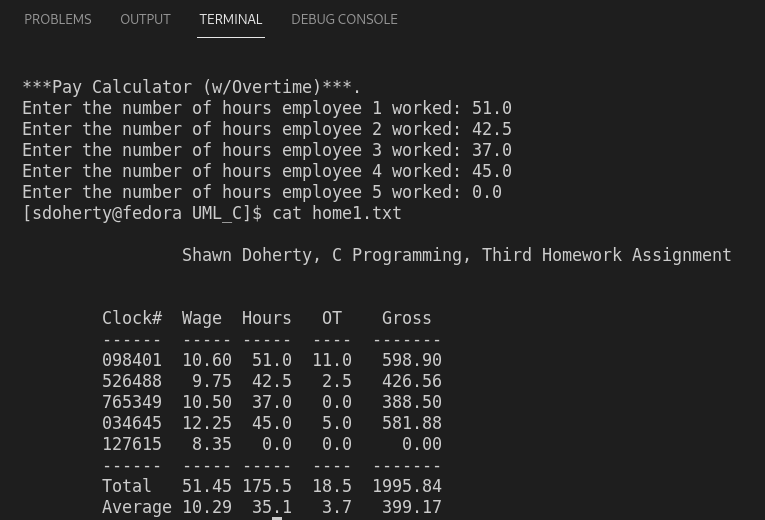 PROBLEMS OUTPUT TERMINAL DEBUG CONSOLE
***Pay Calculator (w/Overtime)***.
Enter the number of hours employee 1 worked: 51.0
Enter the number of hours employee 2 worked: 42.5
Enter the number of hours employee 3 worked: 37.0
Enter the number of hours employee 4 worked: 45.0
Enter the number of hours employee 5 worked: 0.0
[sdoherty@fedora UML_C]$ cat home1.txt
Shawn Doherty, C Programming, Third Homework Assignment
Clock#  Wage  Hours   OT    Gross
------  ----- -----   ----  -------
098401  10.60  51.0  11.0   598.90
526488   9.75  42.5   2.5   426.56
765349  10.50  37.0   0.0   388.50
034645  12.25  45.0   5.0   581.88
127615   8.35   0.0   0.0     0.00
------  ----- -----   ----  -------
Total   51.45 175.5  18.5  1995.84
Average 10.29  35.1   3.7   399.17